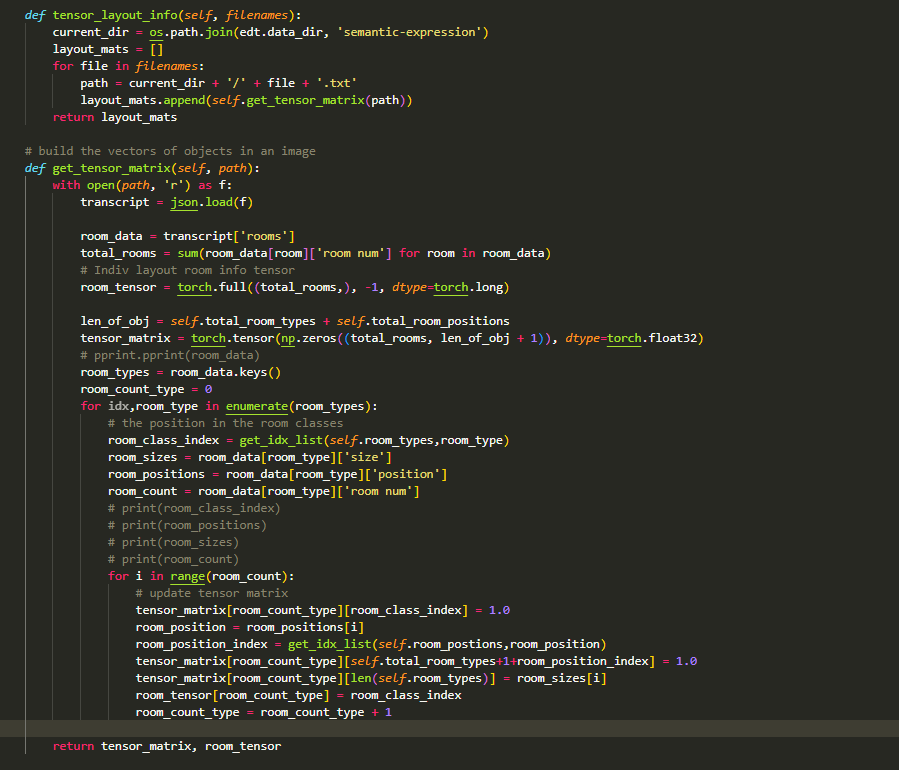 def tensor_layout_info(self, filenames):
    current_dir = os.path.join(edt.data_dir, 'semantic-expression')
    layout_mats = []
    for file in filenames:
        path = current_dir + '/' + file + '.txt'
        layout_mats.append(self.get_tensor_matrix(path))
    return layout_mats

# build the vectors of objects in an image
def get_tensor_matrix(self, path):
    with open(path, 'r') as f:
        transcript = json.load(f)

        room_data = transcript['rooms']
        total_rooms = sum(room_data[room]['room num'] for room in room_data)
        # Indiv layout room info tensor
        room_tensor = torch.full((total_rooms,), -1, dtype=torch.long)

        len_of_obj = self.total_room_types + self.total_room_positions
        tensor_matrix = torch.tensor(np.zeros((total_rooms, len_of_obj + 1)), dtype=torch.float32)
        # pprint.pprint(room_data)
        room_types = room_data.keys()
        room_count_type = 0
        for idx,room_type in enumerate(room_types):
            # the position in the room classes
            room_class_index = get_idx_list(self.room_types,room_type)
            room_sizes = room_data[room_type]['size']
            room_positions = room_data[room_type]['position']
            room_count = room_data[room_type]['room num']
            # print(room_class_index)
            # print(room_positions)
            # print(room_sizes)
            # print(room_count)
            for i in range(room_count):
                # update tensor matrix
                tensor_matrix[room_count_type][room_class_index] = 1.0
                room_position = room_positions[i]
                room_position_index = get_idx_list(self.room_postions,room_position)
                tensor_matrix[room_count_type][self.total_room_types+1+room_position_index] = 1.0
                tensor_matrix[room_count_type][len(self.room_types)] = room_sizes[i]
                room_tensor[room_count_type] = room_class_index
                room_count_type = room_count_type + 1

    return tensor_matrix, room_tensor